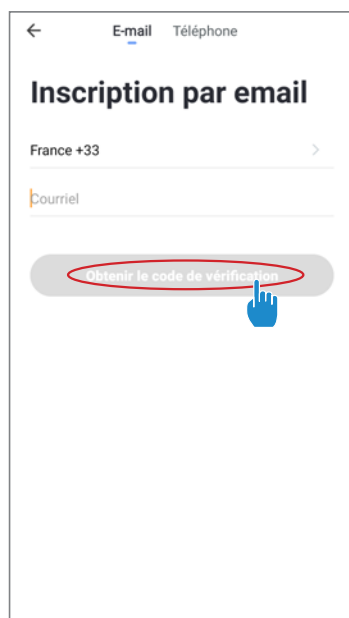 E-mail Téléphone
Inscription par email
France +33
Courriel
Obtenir le code de vérification